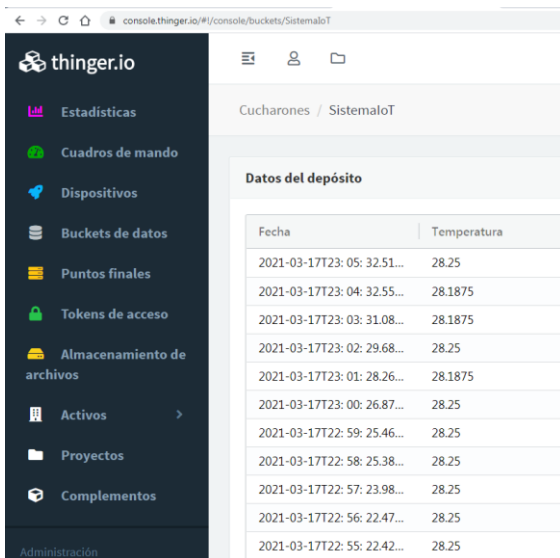 console.thinger.io/#!/console/buckets/SistemaIoT
thinger.io
Estadísticas
Cuadros de mando
Dispositivos
Buckets de datos
Puntos finales
Tokens de acceso
Almacenamiento de
archivos
Activos
Proyectos
Complementos
Administración
Cucharones / SistemaIoT
Datos del depósito
Fecha Temperatura
2021-03-17T23: 05: 32.51... 28.25
2021-03-17T23: 04: 32.55... 28.1875
2021-03-17T23: 03: 31.08... 28.1875
2021-03-17T23: 02: 29.68... 28.25
2021-03-17T23: 01: 28.26... 28.1875
2021-03-17T23: 00: 26.87... 28.25
2021-03-17T22: 59: 25.46... 28.25
2021-03-17T22: 58: 25.38... 28.25
2021-03-17T22: 57: 23.98... 28.25
2021-03-17T22: 56: 22.47... 28.25
2021-03-17T22: 55: 22.42... 28.25